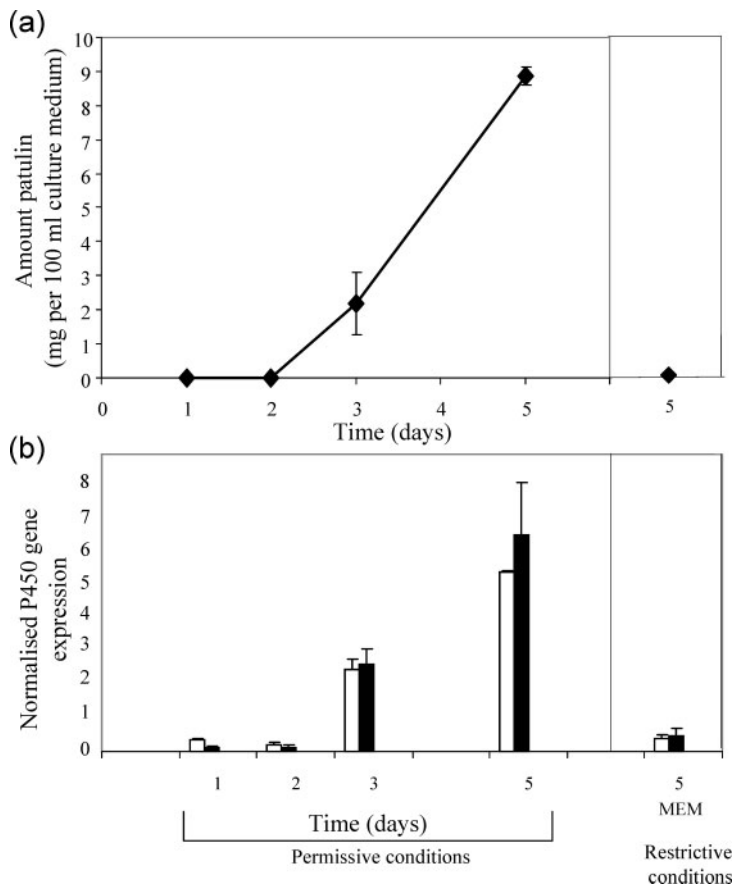 (a)
Amount patulin
(mg per 100 ml culture medium)
10
9
8
7
6
5
4
3
2
1
0
0 1 2 3 4 5 5
Time (days)
(b)
Normalised P450 gene
expression
8
7
6
5
4
3
2
1
0
1 2 3 5 5
MEM
Time (days)
Permissive conditions
Restrictive
conditions